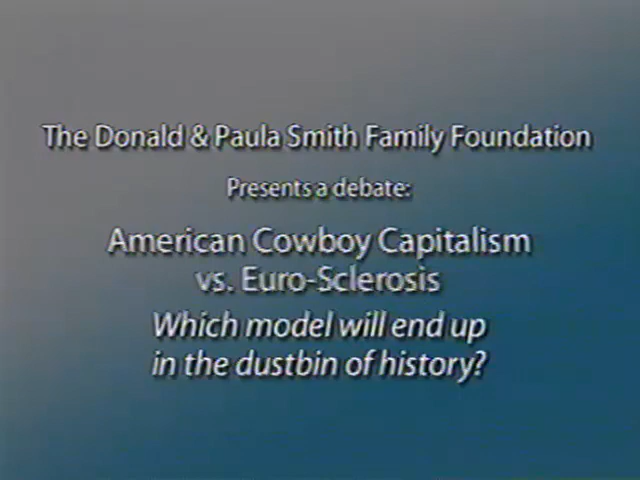 The Donald & Paula Smith Family Foundation
Presents a debate:
American Cowboy Capitalism
vs. Euro-Sclerosis
Which model will end up
in the dustbin of history?